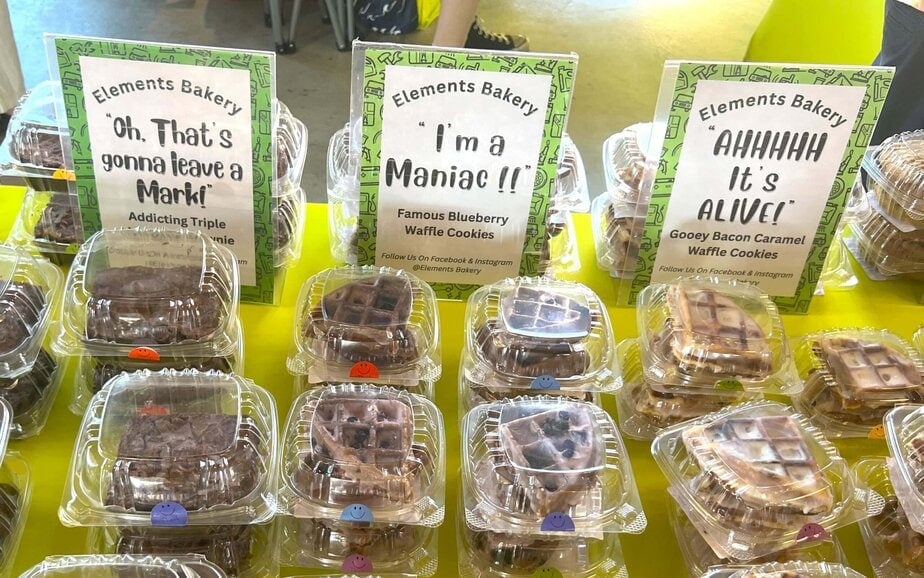 Elements Bakery
"Oh, That's
gonna leave a
Mark!"
Addicting Triple
Elements Bakery
"I'm a
Maniac !!"
Famous Blueberry
Waffle Cookies
Follow Us On Facebook & Instagram
@Elements Bakery
Elements Bakery
"AHHHHH
It's
ALIVE!"
Gooey Bacon Caramel
Waffle Cookies
Follow Us On Facebook & Instagram